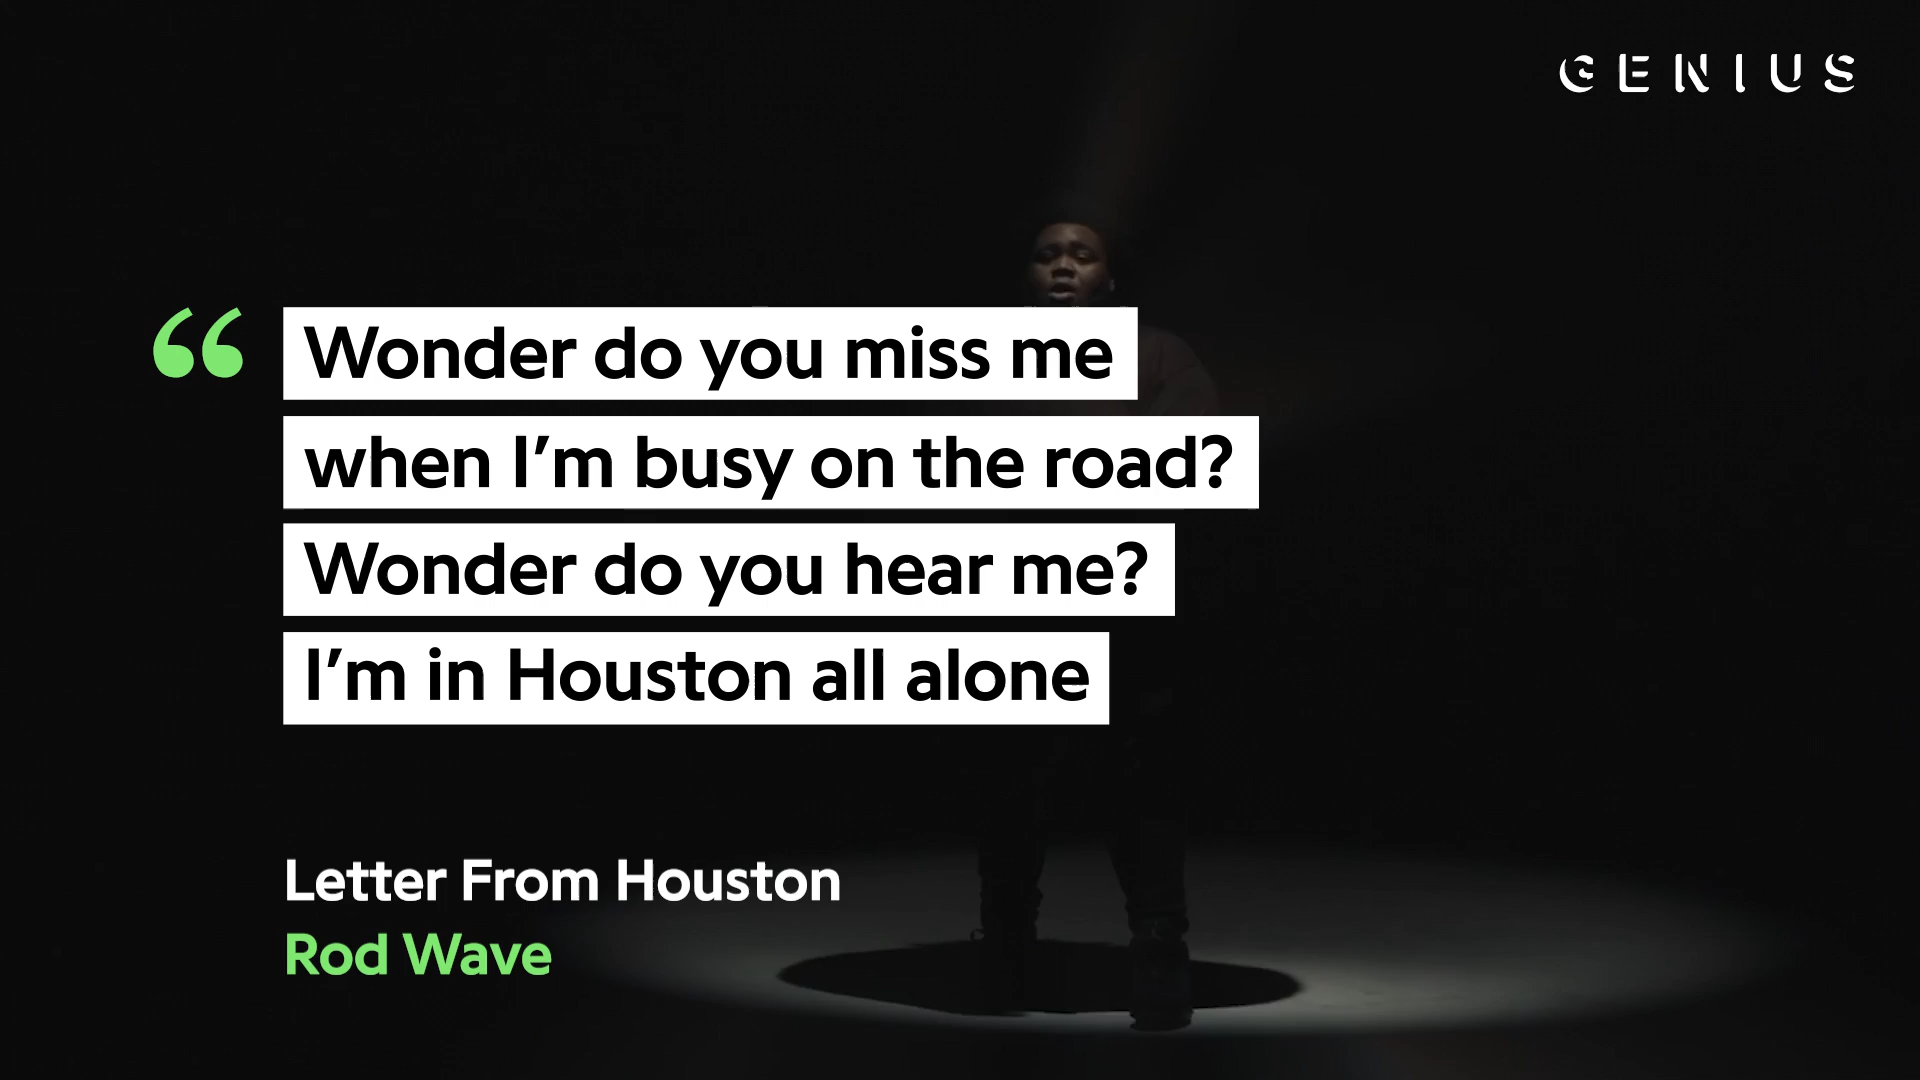 GENIUS
“Wonder do you miss me
when I’m busy on the road?
Wonder do you hear me?
I’m in Houston all alone
Letter From Houston
Rod Wave